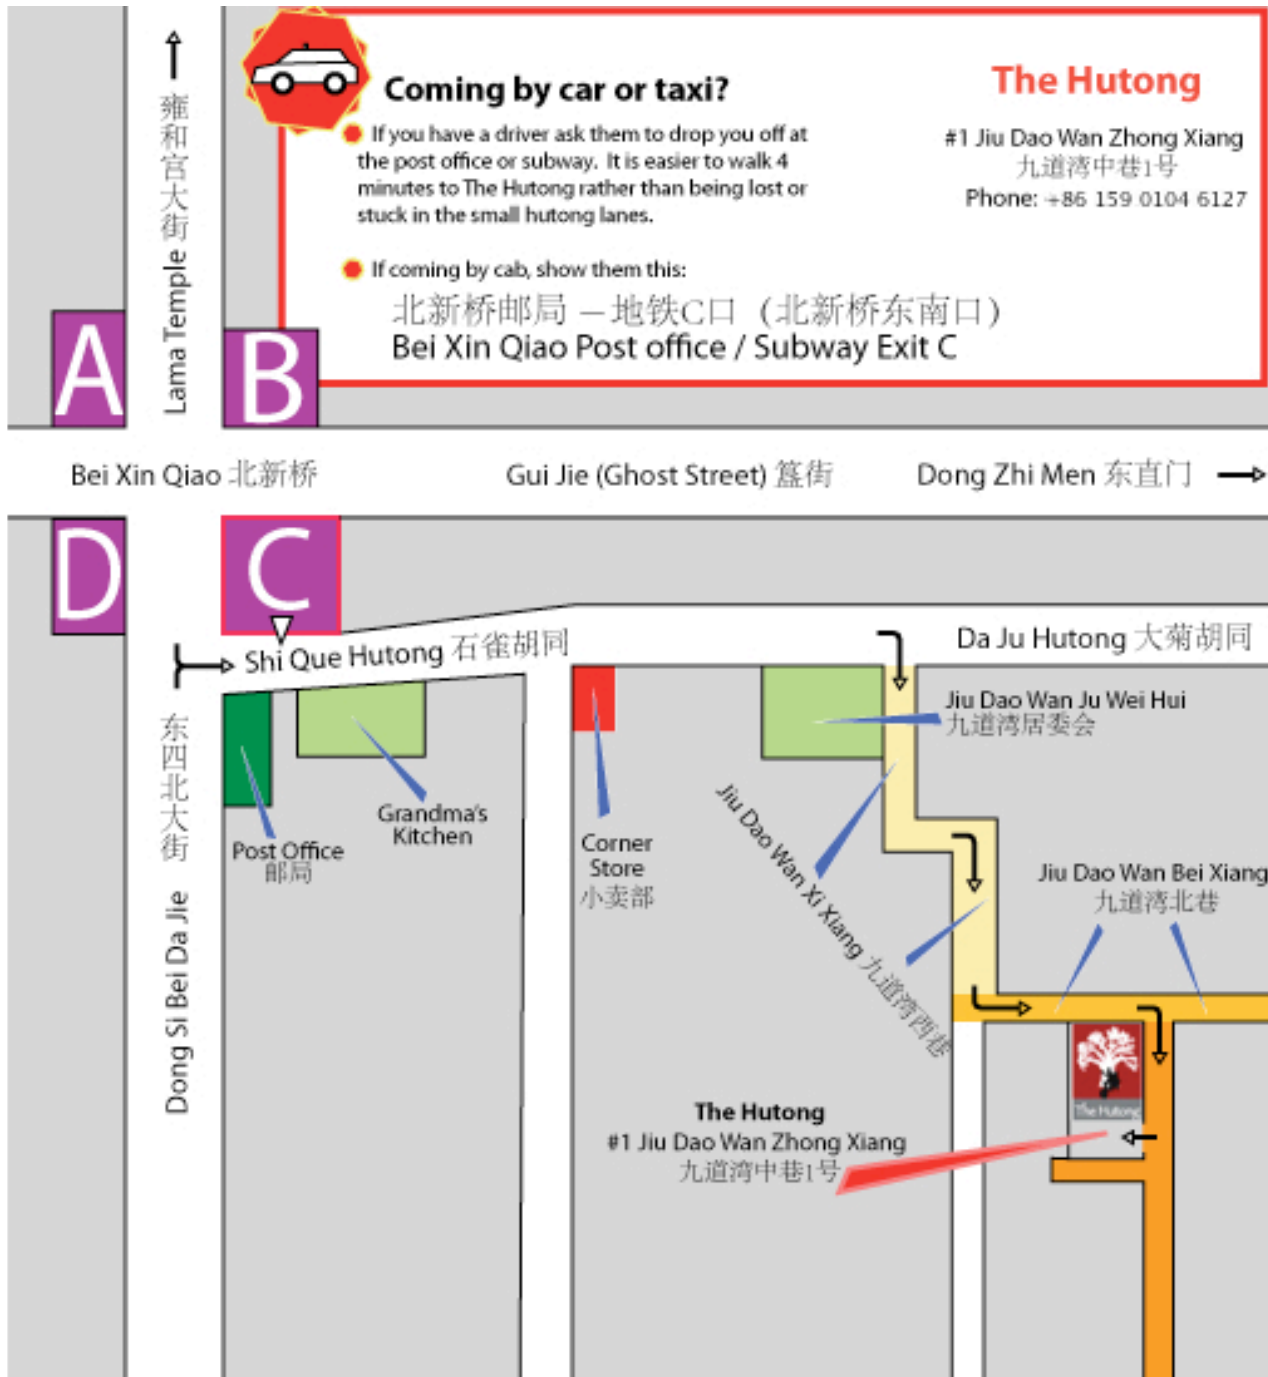 Coming by car or taxi?
If you have a driver ask them to drop you off at
the post office or subway. It is easier to walk 4
minutes to The Hutong rather than being lost or
stuck in the small hutong lanes.
If coming by cab, show them this:
北新桥邮局 – 地铁C口（北新桥东南口）
Bei Xin Qiao Post office / Subway Exit C
The Hutong
#1 Jiu Dao Wan Zhong Xiang
九道湾中巷1号
Phone: +86 159 0104 6127
雍和宫大街 Lama Temple
A
B
Bei Xin Qiao 北新桥
Gui Jie (Ghost Street) 簋街
Dong Zhi Men 东直门
D
C
Shi Que Hutong 石雀胡同
Da Ju Hutong 大菊胡同
东四北大街 Dong Si Bei Da Jie
Post Office
邮局
Grandma's
Kitchen
Corner
Store
小卖部
Jiu Dao Wan Ju Wei Hui
九道湾居委会
Jiu Dao Wan Xi Xiang 九道湾西巷
Jiu Dao Wan Bei Xiang
九道湾北巷
The Hutong
The Hutong
#1 Jiu Dao Wan Zhong Xiang
九道湾中巷1号